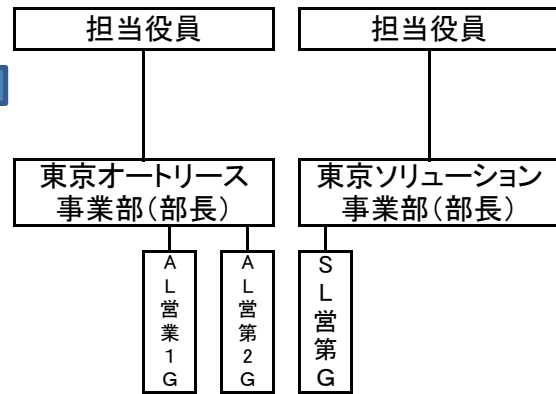 担当役員
担当役員
東京オートリース
事業部(部長)
東京ソリューション
事業部(部長)
AL営業1G
AL営第2G
SL営第G